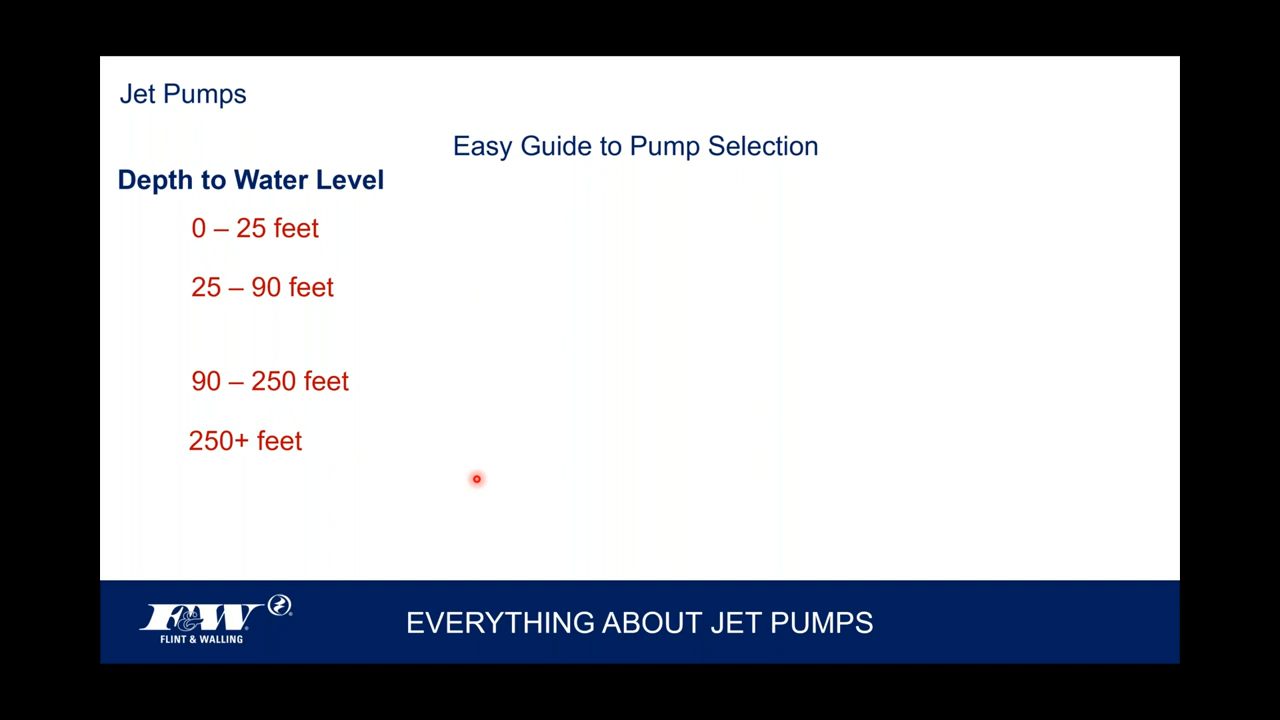 Jet Pumps
Easy Guide to Pump Selection
Depth to Water Level
0 – 25 feet
25 – 90 feet
90 – 250 feet
250+ feet
F&W
FLINT & WALLING
EVERYTHING ABOUT JET PUMPS